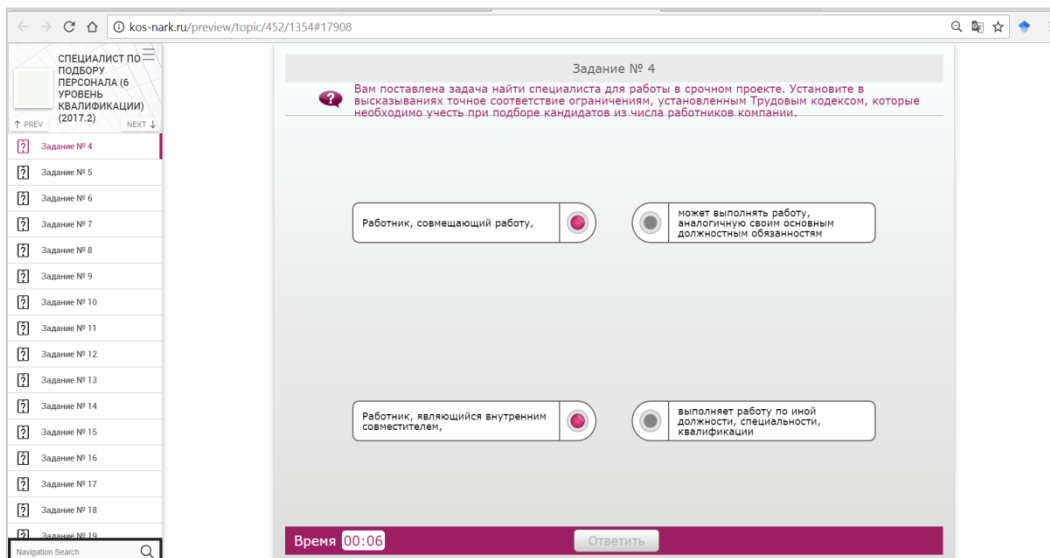 kos-nark.ru/preview/topic/452/1354#17908
СПЕЦИАЛИСТ ПО
ПОДБОРУ
ПЕРСОНАЛА (6
УРОВЕНЬ
КВАЛИФИКАЦИИ)
(2017.2)
↑ PREV
NEXT ↓
Задание № 4
Задание № 5
Задание № 6
Задание № 7
Задание № 8
Задание № 9
Задание № 10
Задание № 11
Задание № 12
Задание № 13
Задание № 14
Задание № 15
Задание № 16
Задание № 17
Задание № 18
Задание № 19
Navigation Search
Задание № 4
Вам поставлена задача найти специалиста для работы в срочном проекте. Установите в
высказываниях точное соответствие ограничениям, установленным Трудовым кодексом, которые
необходимо учесть при подборе кандидатов из числа работников компании.
Работник, совмещающий работу,
может выполнять работу,
аналогичную своим основным
должностным обязанностям
Работник, являющийся внутренним
совместителем,
выполняет работу по иной
должности, специальности,
квалификации
Время 00:06
Ответить